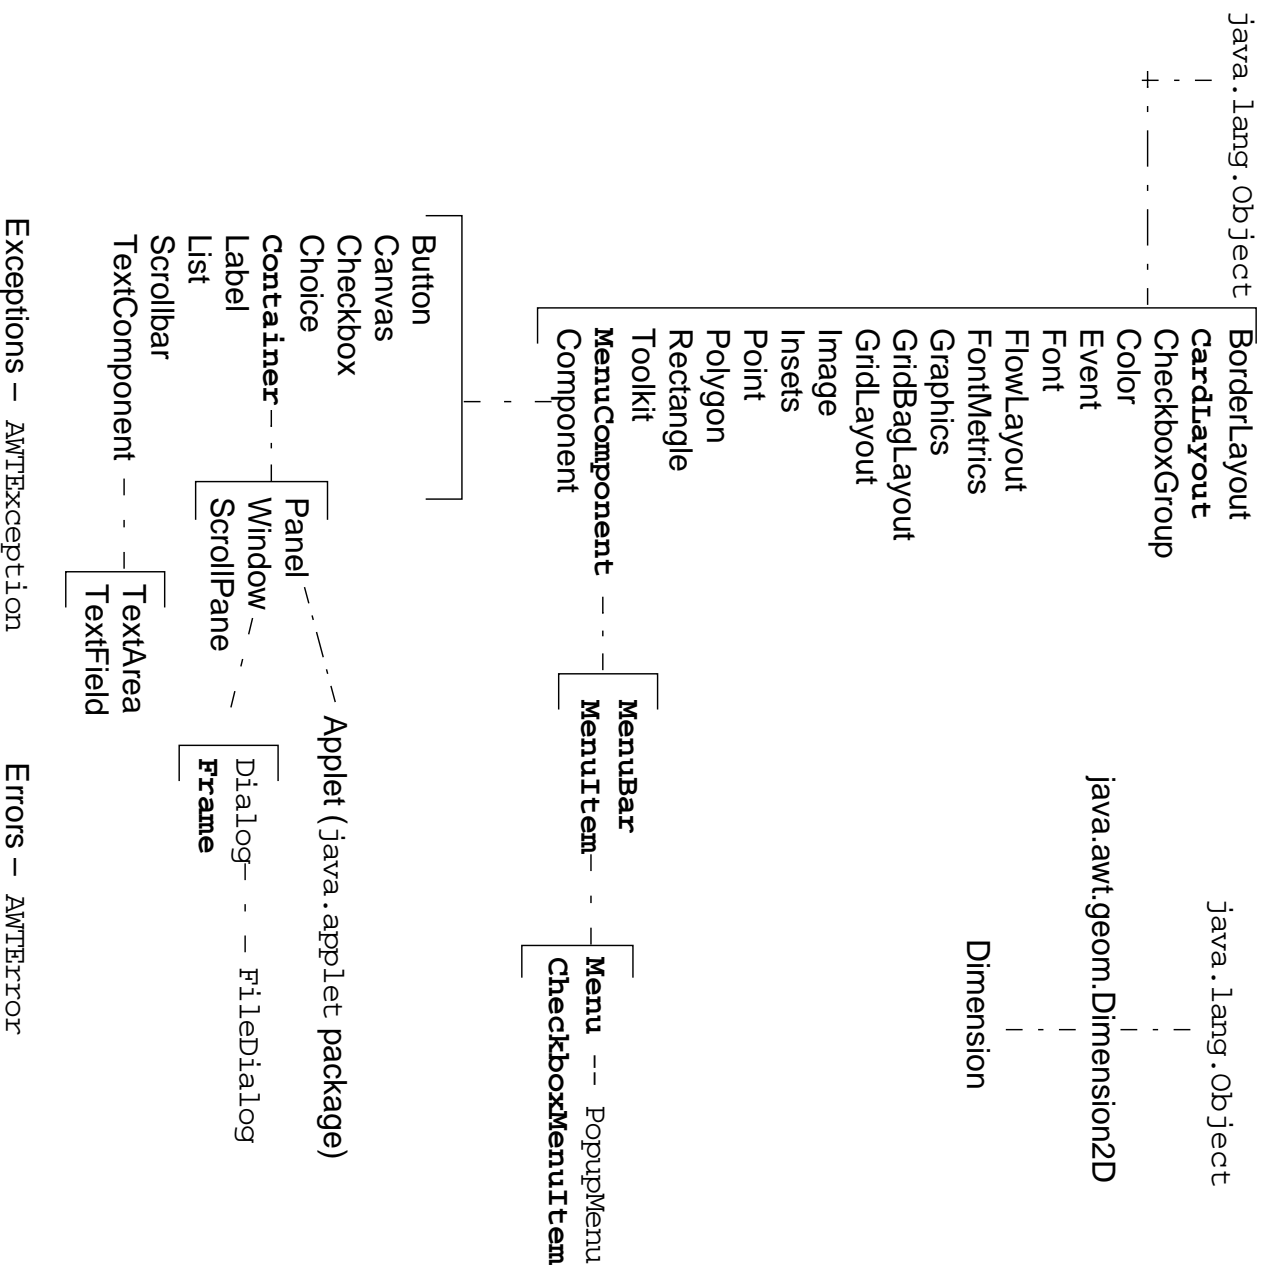 java.lang.Object
BorderLayout
CardLayout
CheckboxGroup
Color
Event
Font
FlowLayout
FontMetrics
Graphics
GridBagLayout
GridLayout
Image
Insets
Point
Polygon
Rectangle
Toolkit
MenuComponent
Component
MenuBar
MenuItem
Menu -- PopupMenu
CheckboxMenuItem
java.lang.Object
java.awt.geom.Dimension2D
Dimension
Button
Canvas
Checkbox
Choice
Container
Label
List
Scrollbar
TextComponent
Panel
Window
ScrollPane
Applet (java.applet package)
Dialog
Frame
FileDialog
TextArea
TextField
Exceptions – AWTException
Errors – AWTError